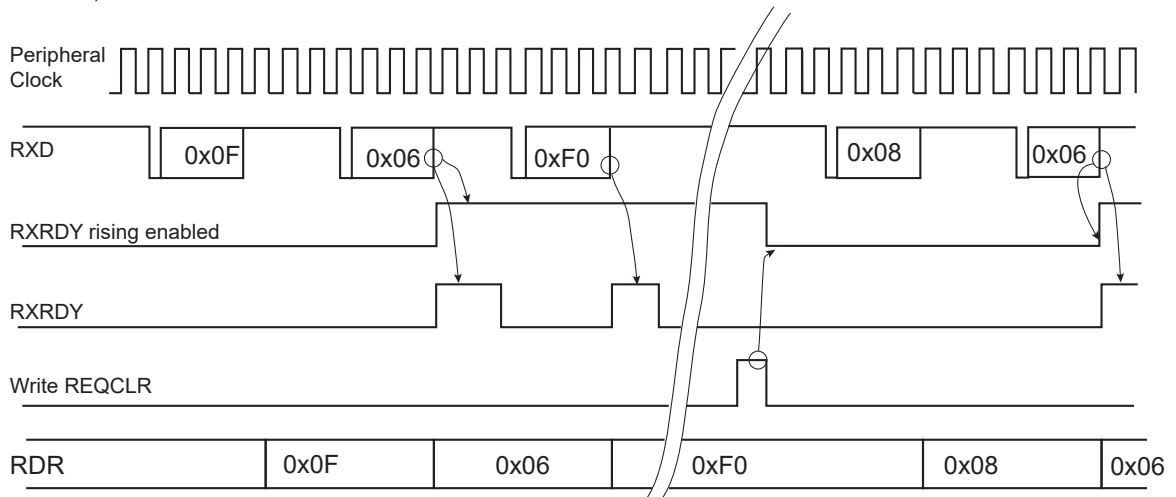 Peripheral
Clock
RXD 0x0F 0x06 0xF0 0x08 0x06
RXRDY rising enabled
RXRDY
Write REQCLR
RDR 0x0F 0x06 0xF0 0x08 0x06